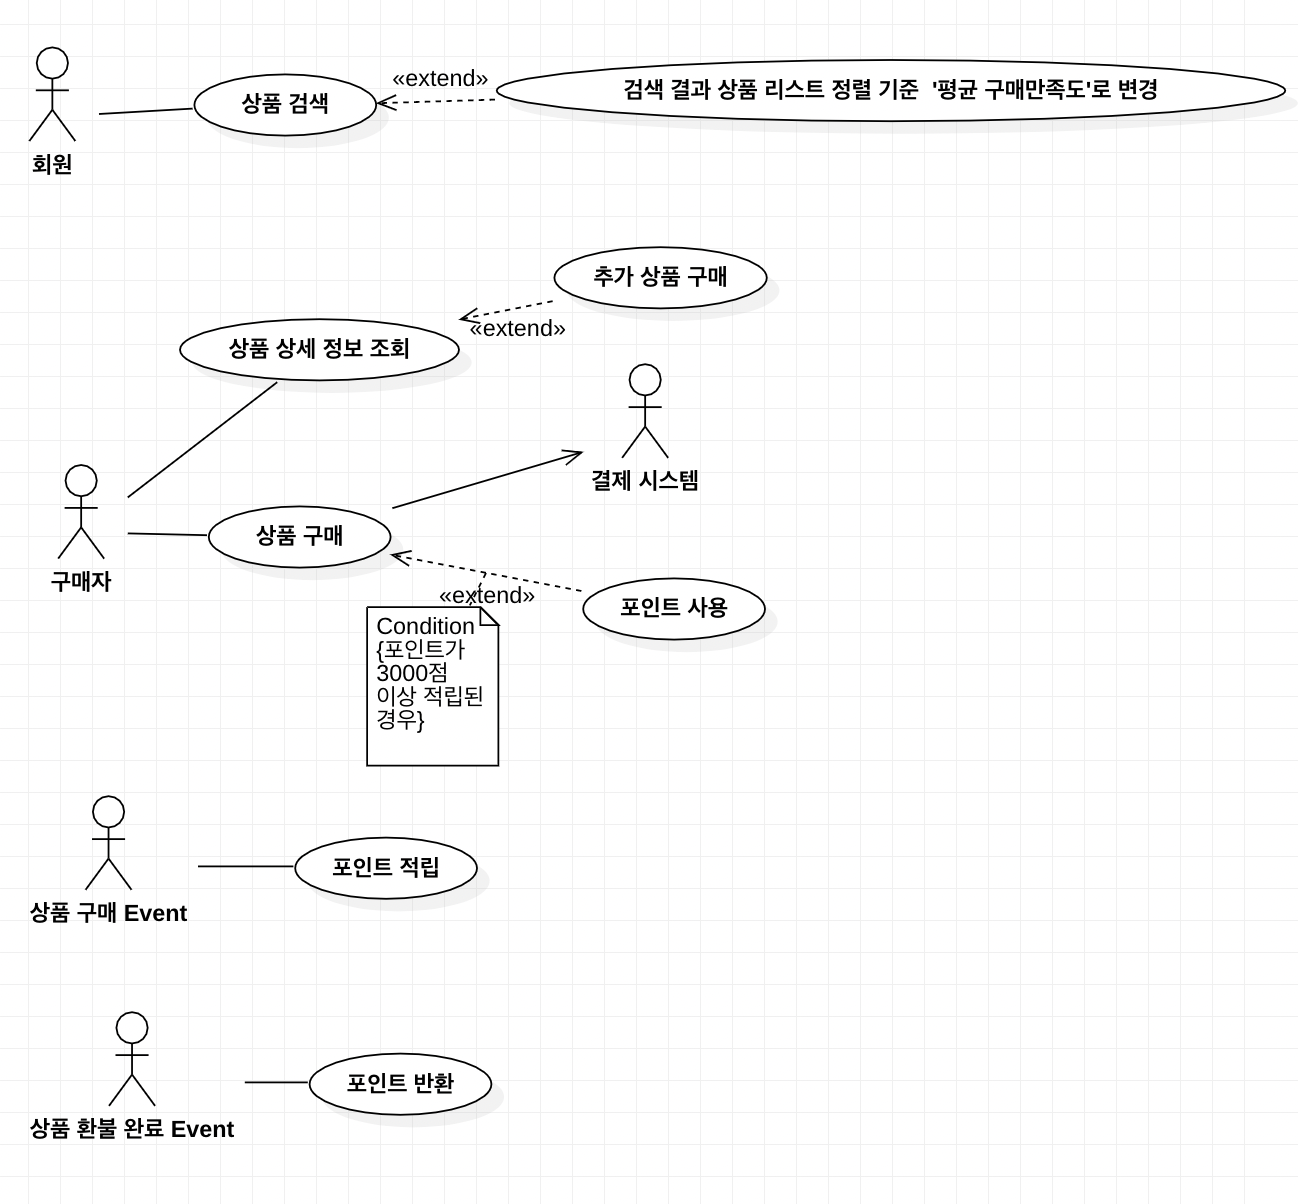 «extend»
상품 검색
검색 결과 상품 리스트 정렬 기준  '평균 구매만족도'로 변경
회원
추가 상품 구매
«extend»
상품 상세 정보 조회
결제 시스템
상품 구매
구매자
«extend»
포인트 사용
Condition
{포인트가
3000점
이상 적립된
경우}
포인트 적립
상품 구매 Event
포인트 반환
상품 환불 완료 Event